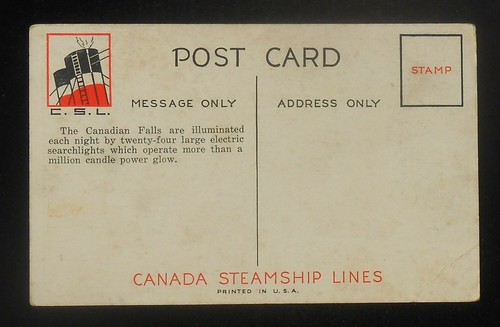 POST CARD
STAMP
C. S. L.
MESSAGE ONLY
ADDRESS ONLY
The Canadian Falls are illuminated
each night by twenty-four large electric
searchlights which operate more than a
million candle power glow.
CANADA STEAMSHIP LINES
PRINTED IN U.S.A.